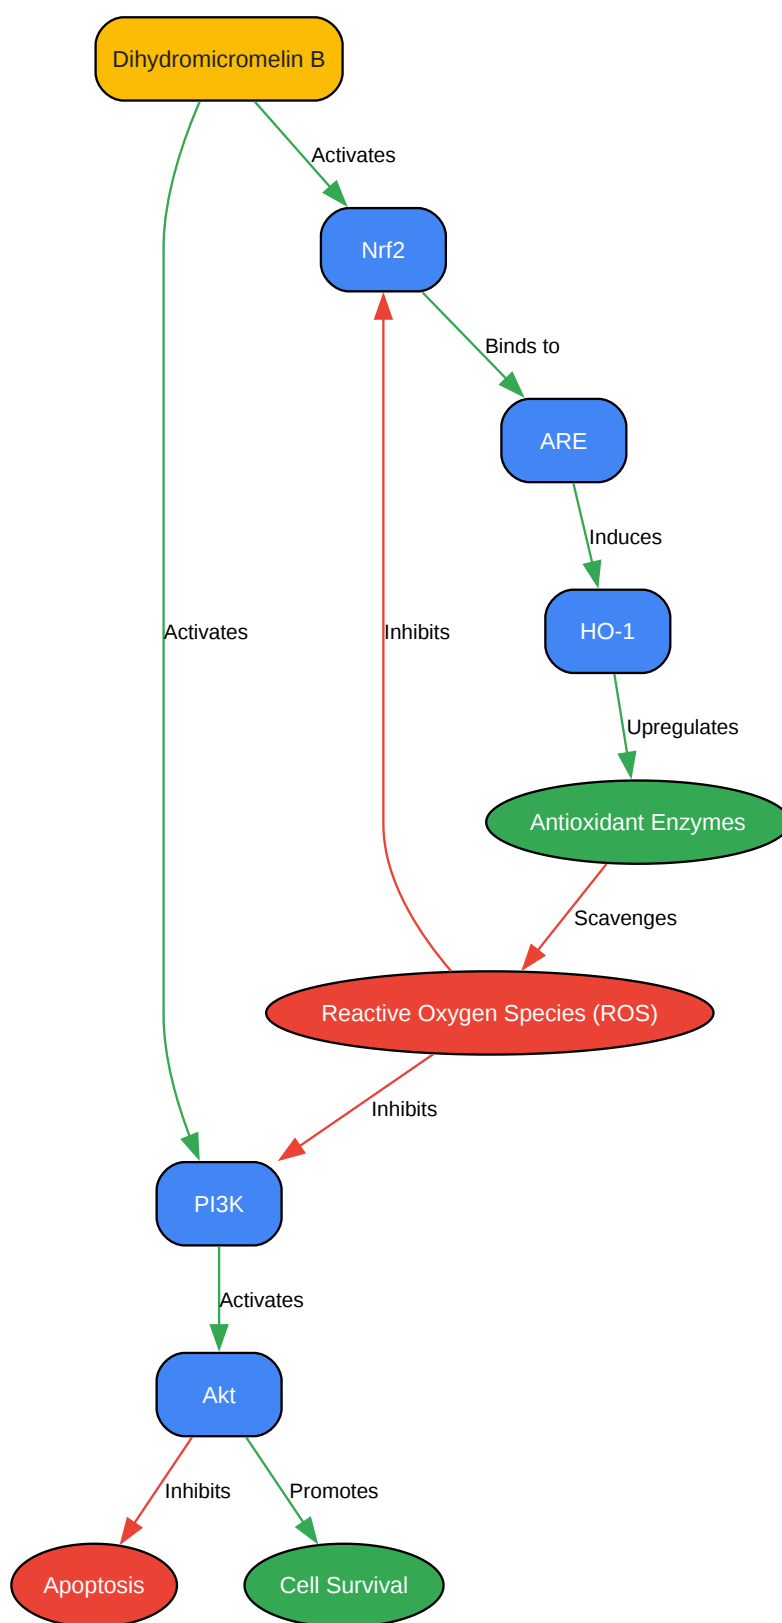 Dihydromicromelin B
Activates
Nrf2
Binds to
ARE
Induces
HO-1
Activates
Inhibits
Upregulates
Antioxidant Enzymes
Scavenges
Reactive Oxygen Species (ROS)
Inhibits
PI3K
Activates
Akt
Inhibits
Promotes
Apoptosis
Cell Survival